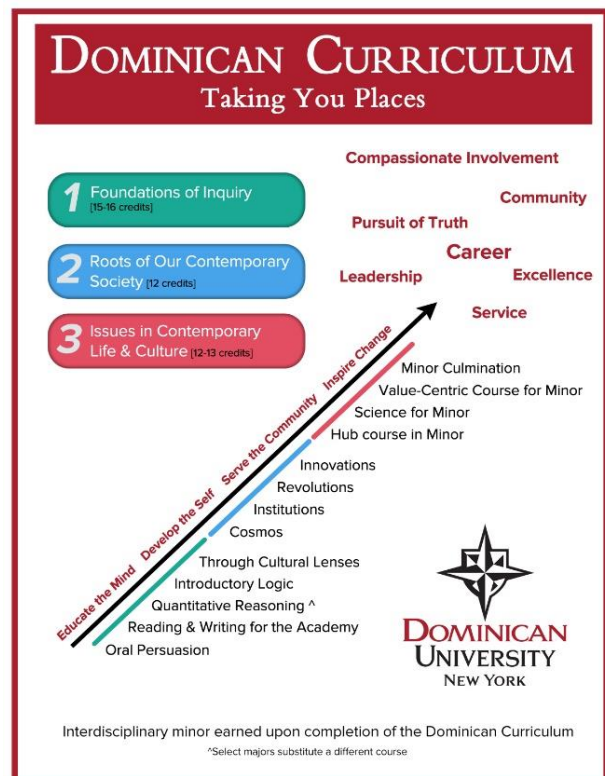 DOMINICAN CURRICULUM
Taking You Places
Compassionate Involvement
Community
Pursuit of Truth
Career
Leadership
Excellence
Service
1 Foundations of Inquiry
[15-16 credits]
2 Roots of Our Contemporary
Society [12 credits]
3 Issues in Contemporary
Life & Culture [12-13 credits]
Educate the Mind Develop the Self Serve the Community Inspire Change
Minor Culmination
Value-Centric Course for Minor
Science for Minor
Hub course in Minor
Innovations
Revolutions
Institutions
Cosmos
Through Cultural Lenses
Introductory Logic
Quantitative Reasoning ^
Reading & Writing for the Academy
Oral Persuasion
DOMINICAN
UNIVERSITY
NEW YORK
Interdisciplinary minor earned upon completion of the Dominican Curriculum
^Select majors substitute a different course